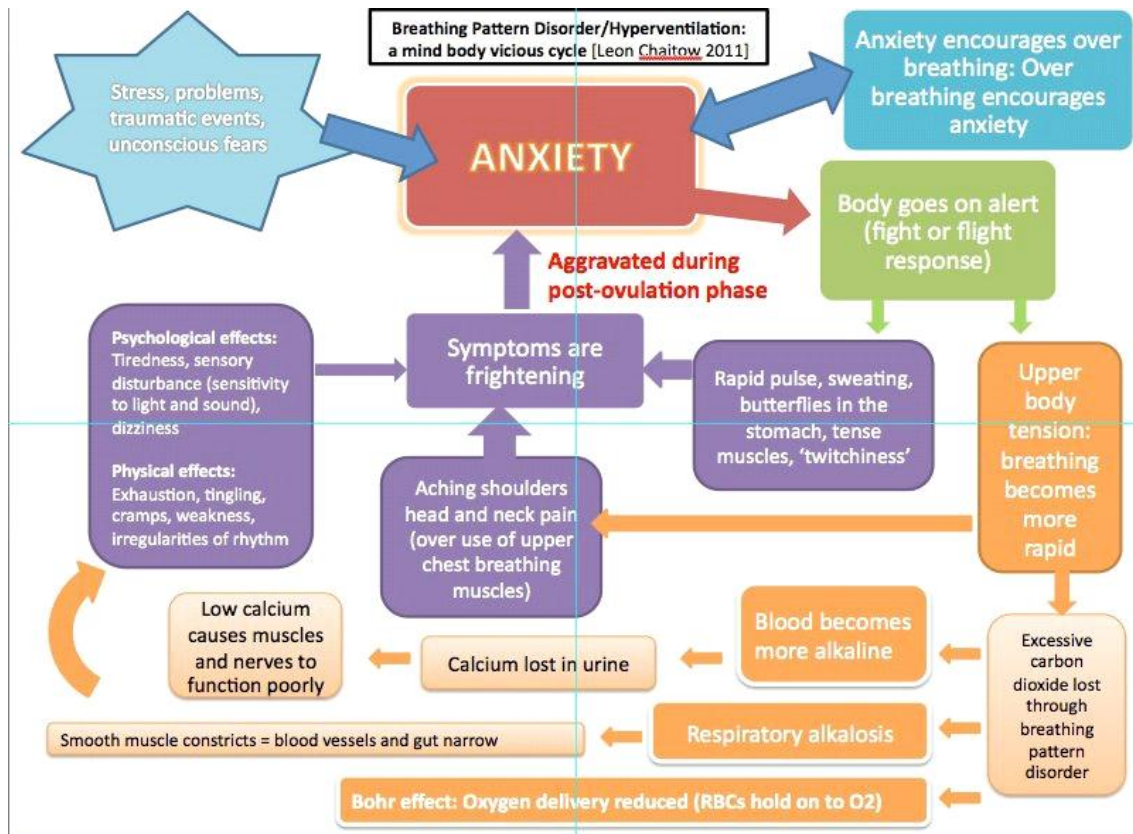 Breathing Pattern Disorder/Hyperventilation:
a mind body vicious cycle [Leon Chaitow 2011]
Stress, problems,
traumatic events,
unconscious fears
ANXIETY
Anxiety encourages over
breathing: Over
breathing encourages
anxiety
Body goes on alert
(fight or flight
response)
Aggravated during
post-ovulation phase
Psychological effects:
Tiredness, sensory
disturbance (sensitivity
to light and sound),
dizziness
Physical effects:
Exhaustion, tingling,
cramps, weakness,
irregularities of rhythm
Symptoms are
frightening
Rapid pulse, sweating,
butterflies in the
stomach, tense
muscles, ‘twitchiness’
Upper
body
tension:
breathing
becomes
more
rapid
Aching shoulders
head and neck pain
(over use of upper
chest breathing
muscles)
Low calcium
causes muscles
and nerves to
function poorly
Calcium lost in urine
Blood becomes
more alkaline
Excessive
carbon
dioxide lost
through
breathing
pattern
disorder
Smooth muscle constricts = blood vessels and gut narrow
Respiratory alkalosis
Bohr effect: Oxygen delivery reduced (RBCs hold on to O2)